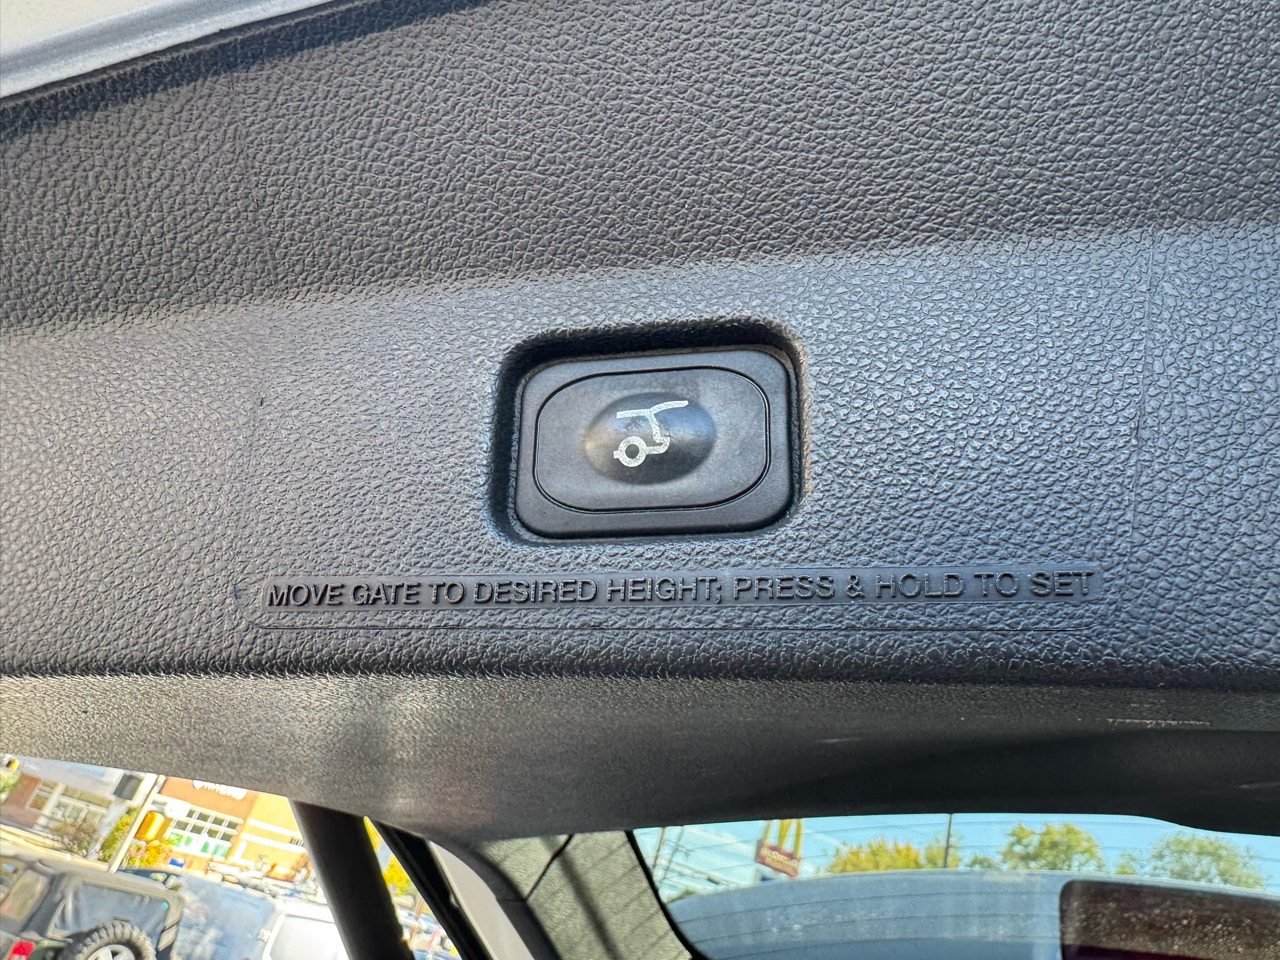 MOVE GATE TO DESIRED HEIGHT; PRESS & HOLD TO SET